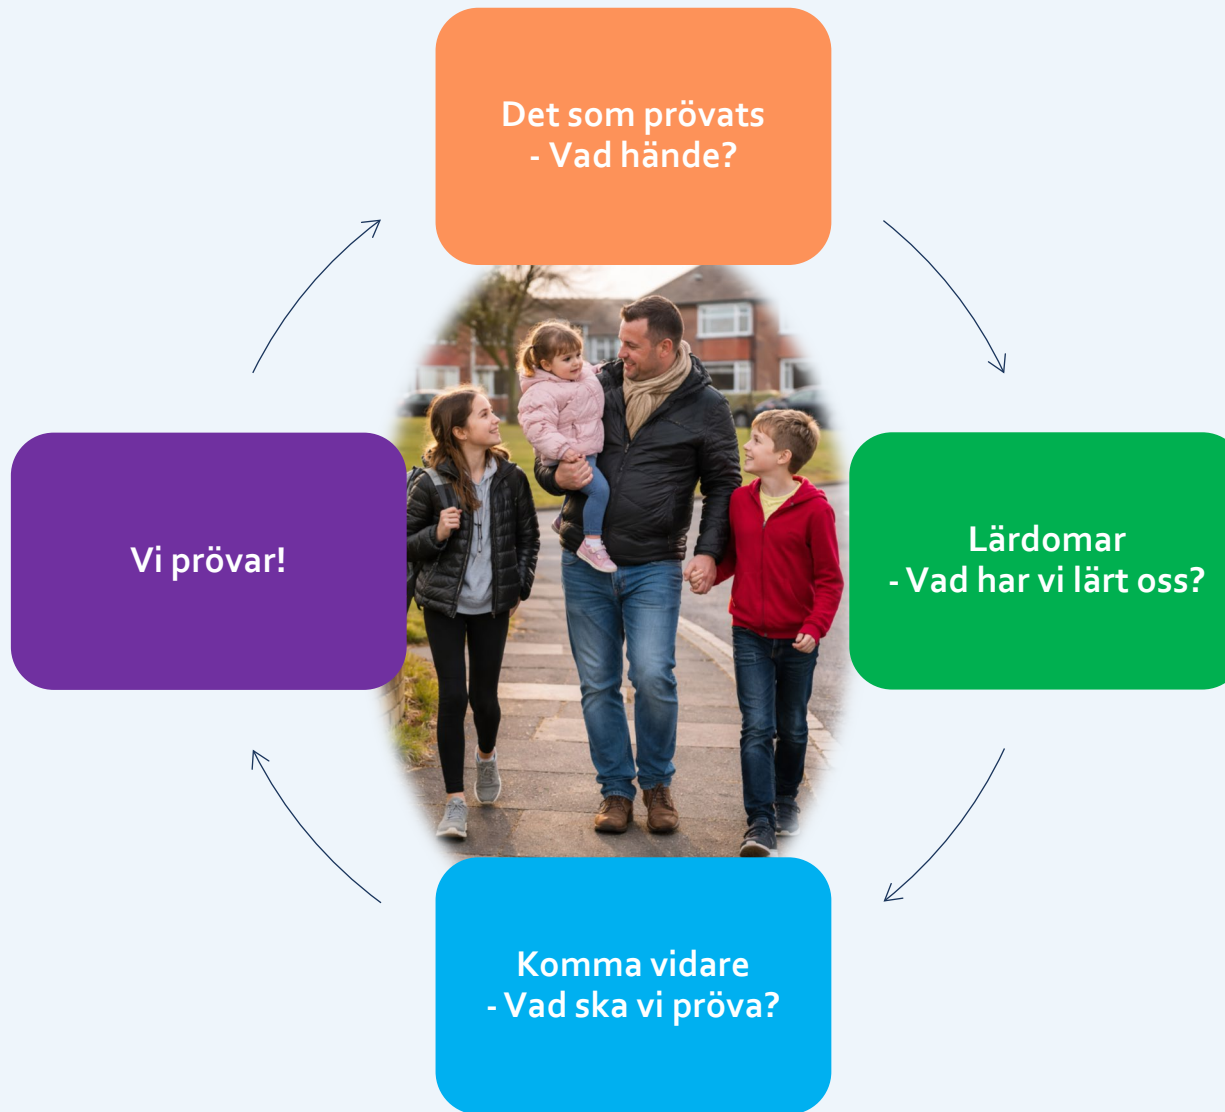 Det som prövats
- Vad hände?
Vi prövar!
Lärdomar
- Vad har vi lärt oss?
Komma vidare
- Vad ska vi pröva?